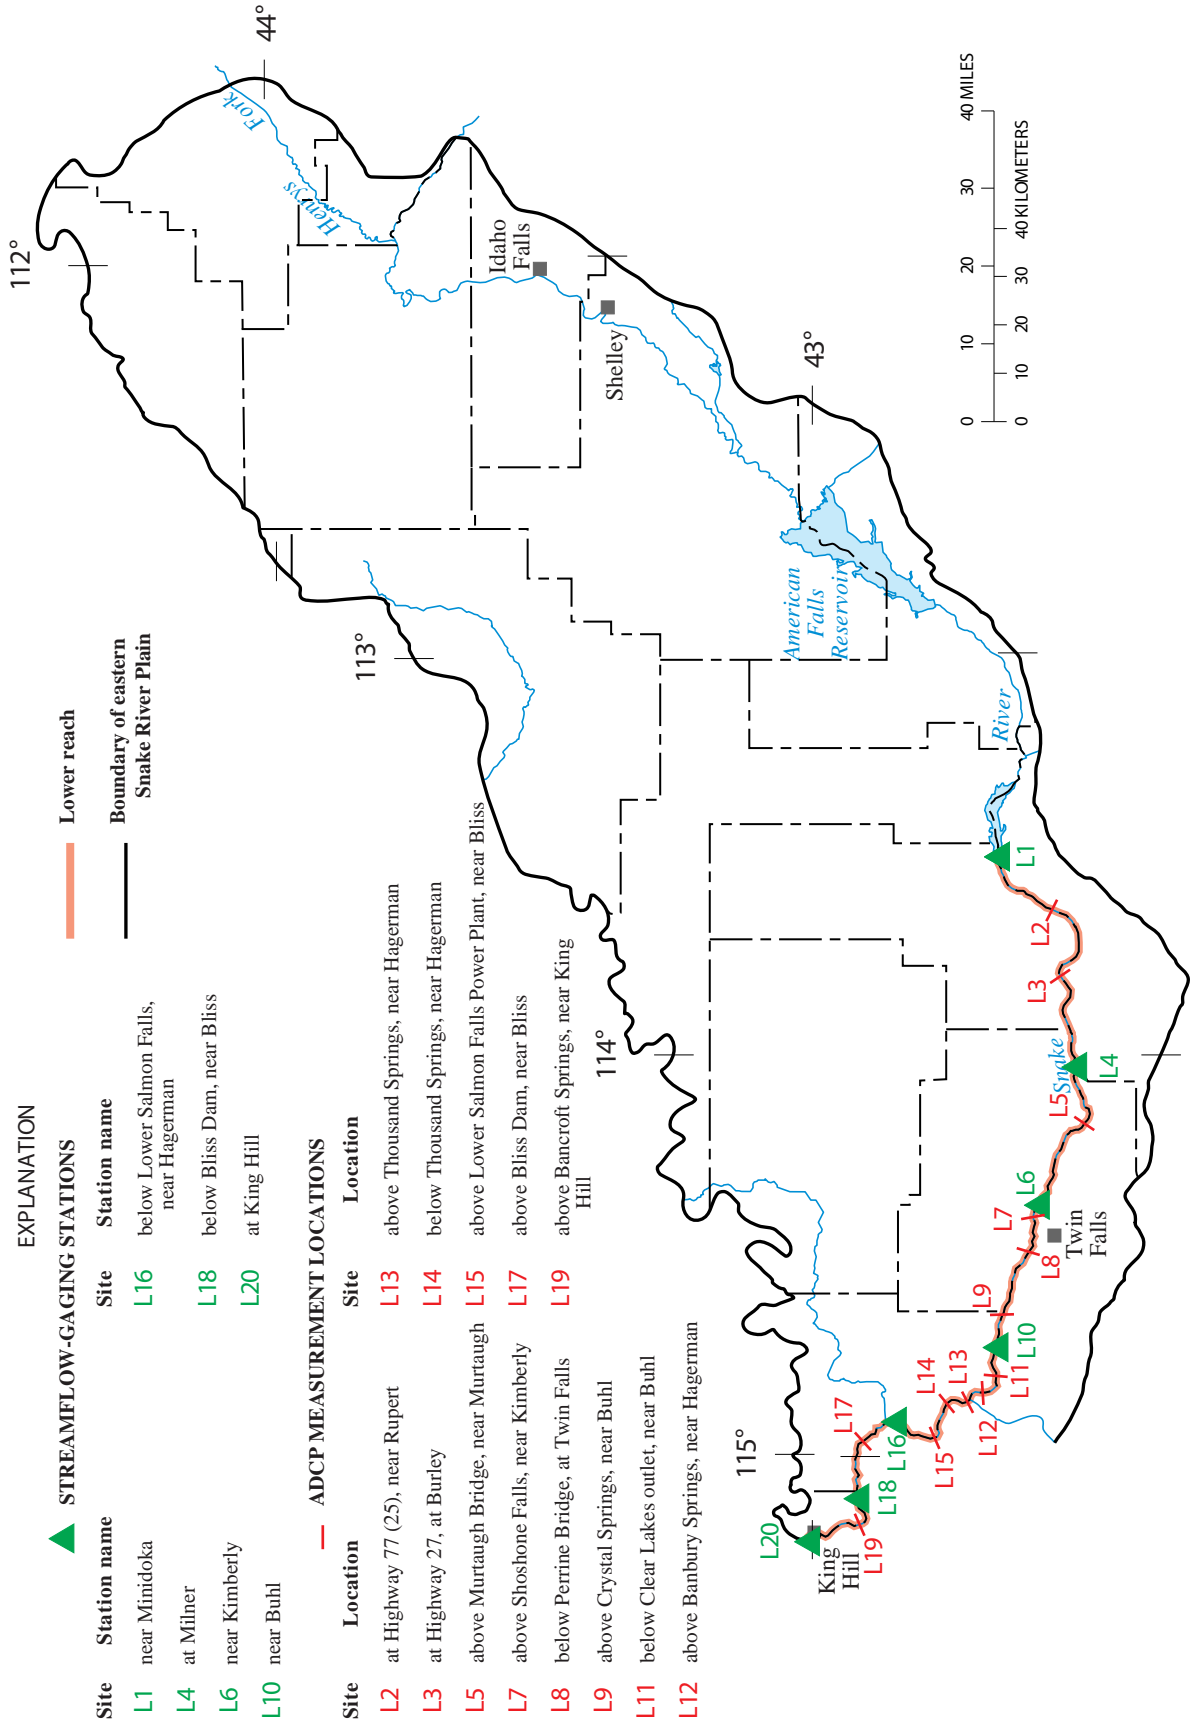 EXPLANATION
STREAMFLOW-GAGING STATIONS
Site Station name
L1 near Minidoka
L4 at Milner
L6 near Kimberly
L10 near Buhl
Site Station name
L16 below Lower Salmon Falls,
near Hagerman
L18 below Bliss Dam, near Bliss
L20 at King Hill
ADCP MEASUREMENT LOCATIONS
Site Location
L2 at Highway 77 (25), near Rupert
L3 at Highway 27, at Burley
L5 above Murtaugh Bridge, near Murtaugh
L7 above Shoshone Falls, near Kimberly
L8 below Perrine Bridge, at Twin Falls
L9 above Crystal Springs, near Buhl
L11 below Clear Lakes outlet, near Buhl
L12 above Banbury Springs, near Hagerman
Site Location
L13 above Thousand Springs, near Hagerman
L14 below Thousand Springs, near Hagerman
L15 above Lower Salmon Falls Power Plant, near Bliss
L17 above Bliss Dam, near Bliss
L19 above Bancroft Springs, near King
Hill
Lower reach
Boundary of eastern
Snake River Plain
112°
44°
Henrys
Fork
Idaho
Falls
Shelley
113°
43°
American
Falls
Reservoir
River
114°
Snake
115°
L1
L2
L3
L4
L5
L6
L7
Twin
Falls
L8
L9
L10
L11
L12
L13
L14
L15
L16
L17
L18
L19
L20
King
Hill
0 10 20 30 40 MILES
0 10 20 30 40 KILOMETERS